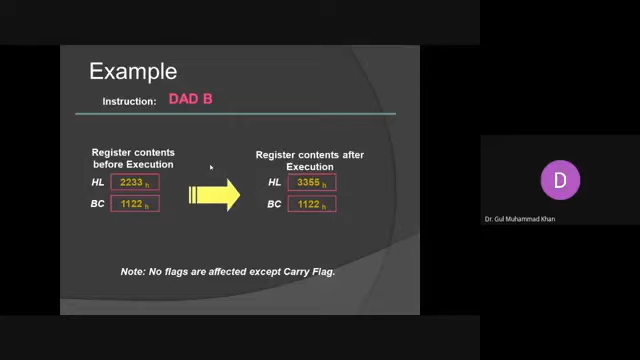 Example
Instruction: DAD B
Register contents
before Execution
HL 2233 h
BC 1122 h
Register contents after
Execution
HL 3355 h
BC 1122 h
Note: No flags are affected except Carry Flag.
D
Dr. Gul Muhammad Khan